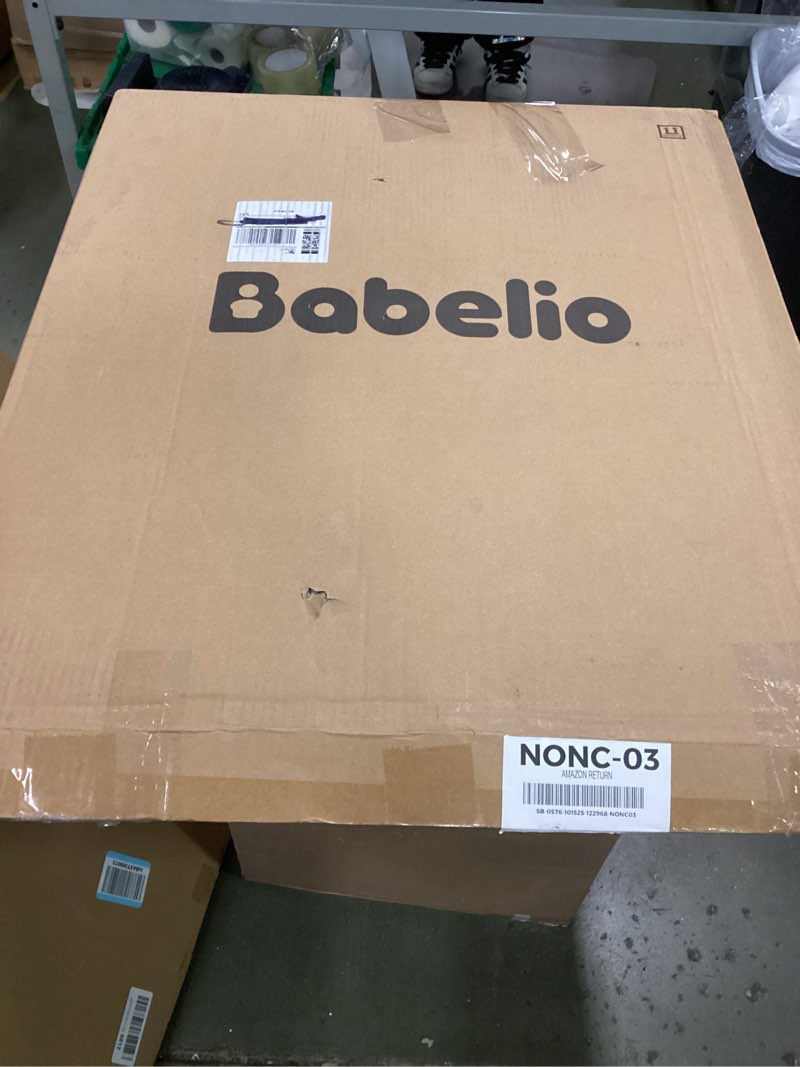 Babelio
NONC-03
AMAZON RETURN
SB-0576-101525-122968-NONC03